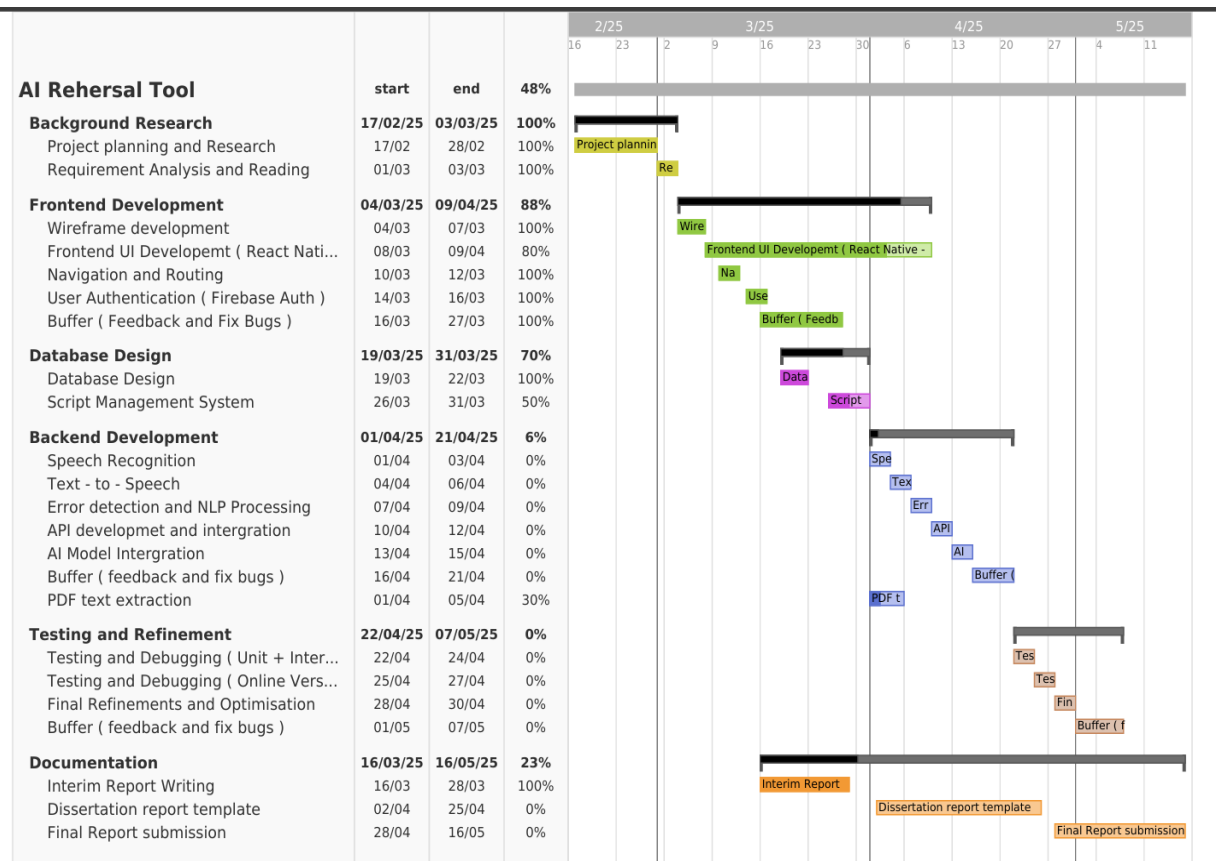 2/25 3/25 4/25 5/25
16 23 2 9 16 23 30 6 13 20 27 4 11
AI Rehersal Tool start end 48%
Background Research 17/02/25 03/03/25 100%
Project planning and Research 17/02 28/02 100% Project plannin
Requirement Analysis and Reading 01/03 03/03 100% Re
Frontend Development 04/03/25 09/04/25 88%
Wireframe development 04/03 07/03 100% Wire
Frontend UI Developemt ( React Nati... 08/03 09/04 80% Frontend UI Developemt ( React Native -
Navigation and Routing 10/03 12/03 100% Na
User Authentication ( Firebase Auth ) 14/03 16/03 100% Use
Buffer ( Feedback and Fix Bugs ) 16/03 27/03 100% Buffer ( Feedb
Database Design 19/03/25 31/03/25 70%
Database Design 19/03 22/03 100% Data
Script Management System 26/03 31/03 50% Script
Backend Development 01/04/25 21/04/25 6%
Speech Recognition 01/04 03/04 0% Spe
Text - to - Speech 04/04 06/04 0% Tex
Error detection and NLP Processing 07/04 09/04 0% Err
API developmet and intergration 10/04 12/04 0% API
AI Model Intergration 13/04 15/04 0% AI
Buffer ( feedback and fix bugs ) 16/04 21/04 0% Buffer (
PDF text extraction 01/04 05/04 30% PDF t
Testing and Refinement 22/04/25 07/05/25 0%
Testing and Debugging ( Unit + Inter... 22/04 24/04 0% Tes
Testing and Debugging ( Online Vers... 25/04 27/04 0% Tes
Final Refinements and Optimisation 28/04 30/04 0% Fin
Buffer ( feedback and fix bugs ) 01/05 07/05 0% Buffer ( f
Documentation 16/03/25 16/05/25 23%
Interim Report Writing 16/03 28/03 100% Interim Report
Dissertation report template 02/04 25/04 0% Dissertation report template
Final Report submission 28/04 16/05 0% Final Report submission